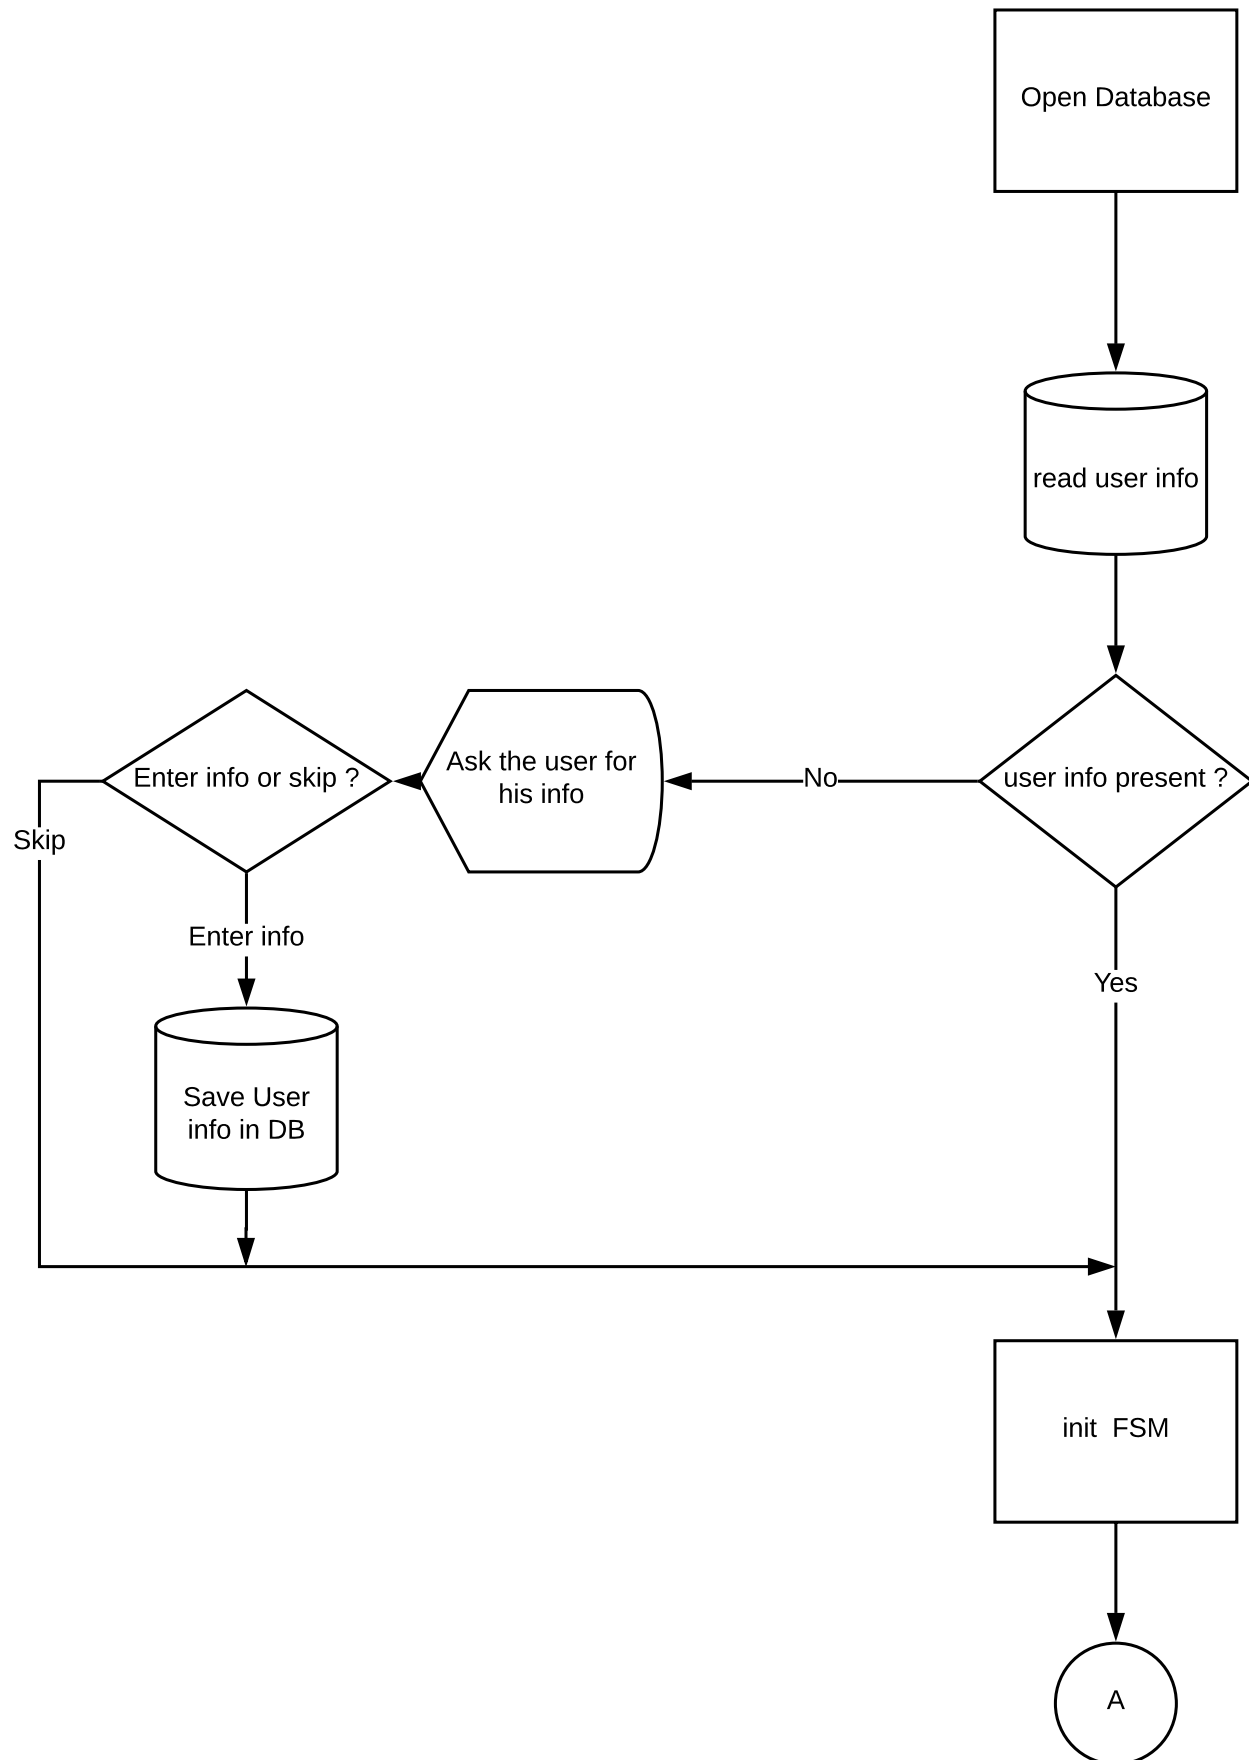 Open Database
read user info
user info present ?
No
Ask the user for
his info
Enter info or skip ?
Skip
Enter info
Yes
Save User
info in DB
init  FSM
A